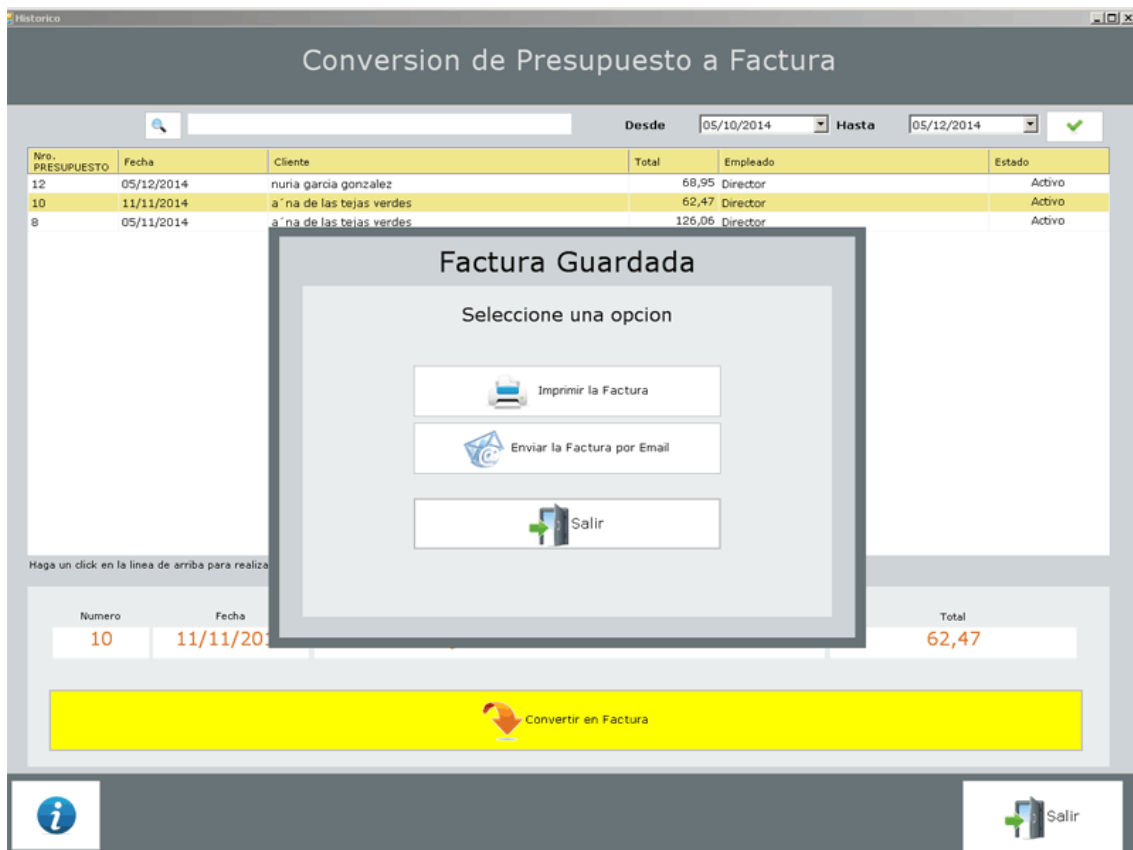 Historico
Conversion de Presupuesto a Factura
Desde 05/10/2014 Hasta 05/12/2014
Nro. PRESUPUESTO Fecha Cliente Total Empleado Estado
12 05/12/2014 nuria garcia gonzalez 68,95 Director Activo
10 11/11/2014 a´na de las tejas verdes 62,47 Director Activo
8 05/11/2014 a´na de las tejas verdes 126,06 Director Activo
Factura Guardada
Seleccione una opcion
Imprimir la Factura
Enviar la Factura por Email
Salir
Haga un click en la linea de arriba para realiza
Numero Fecha Total
10 11/11/20 62,47
Convertir en Factura
Salir